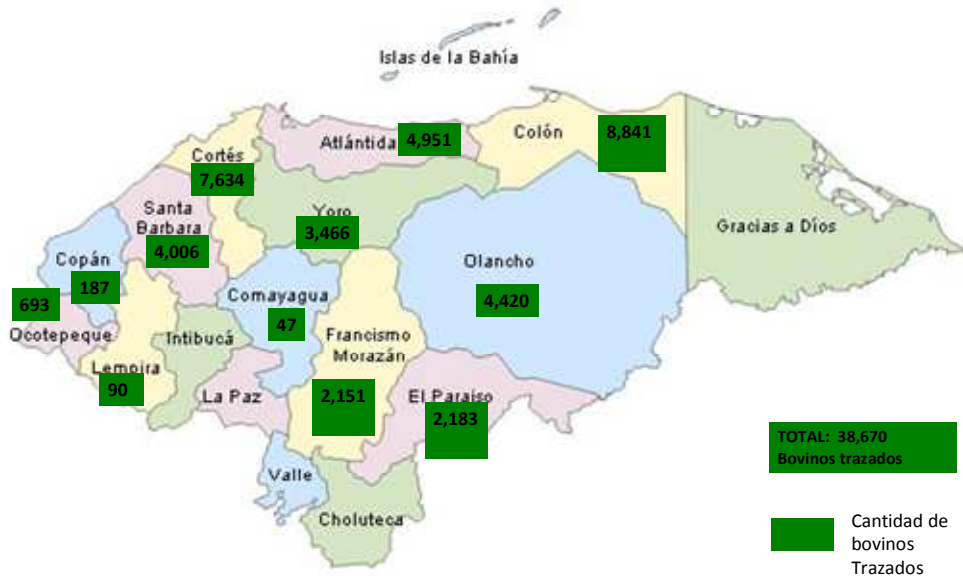 Islas de la Bahía
Atlántida
4,951
Colón
8,841
Cortés
7,634
Santa
Barbara
4,006
Yoro
3,466
Gracias a Díos
Copán
187
Olancho
4,420
693
Ocotepeque
Comayagua
47
Francismo
Morazán
2,151
Intibucá
Lempira
90
La Paz
El Paraíso
2,183
Valle
Choluteca
TOTAL: 38,670
Bovinos trazados
Cantidad de
bovinos
Trazados